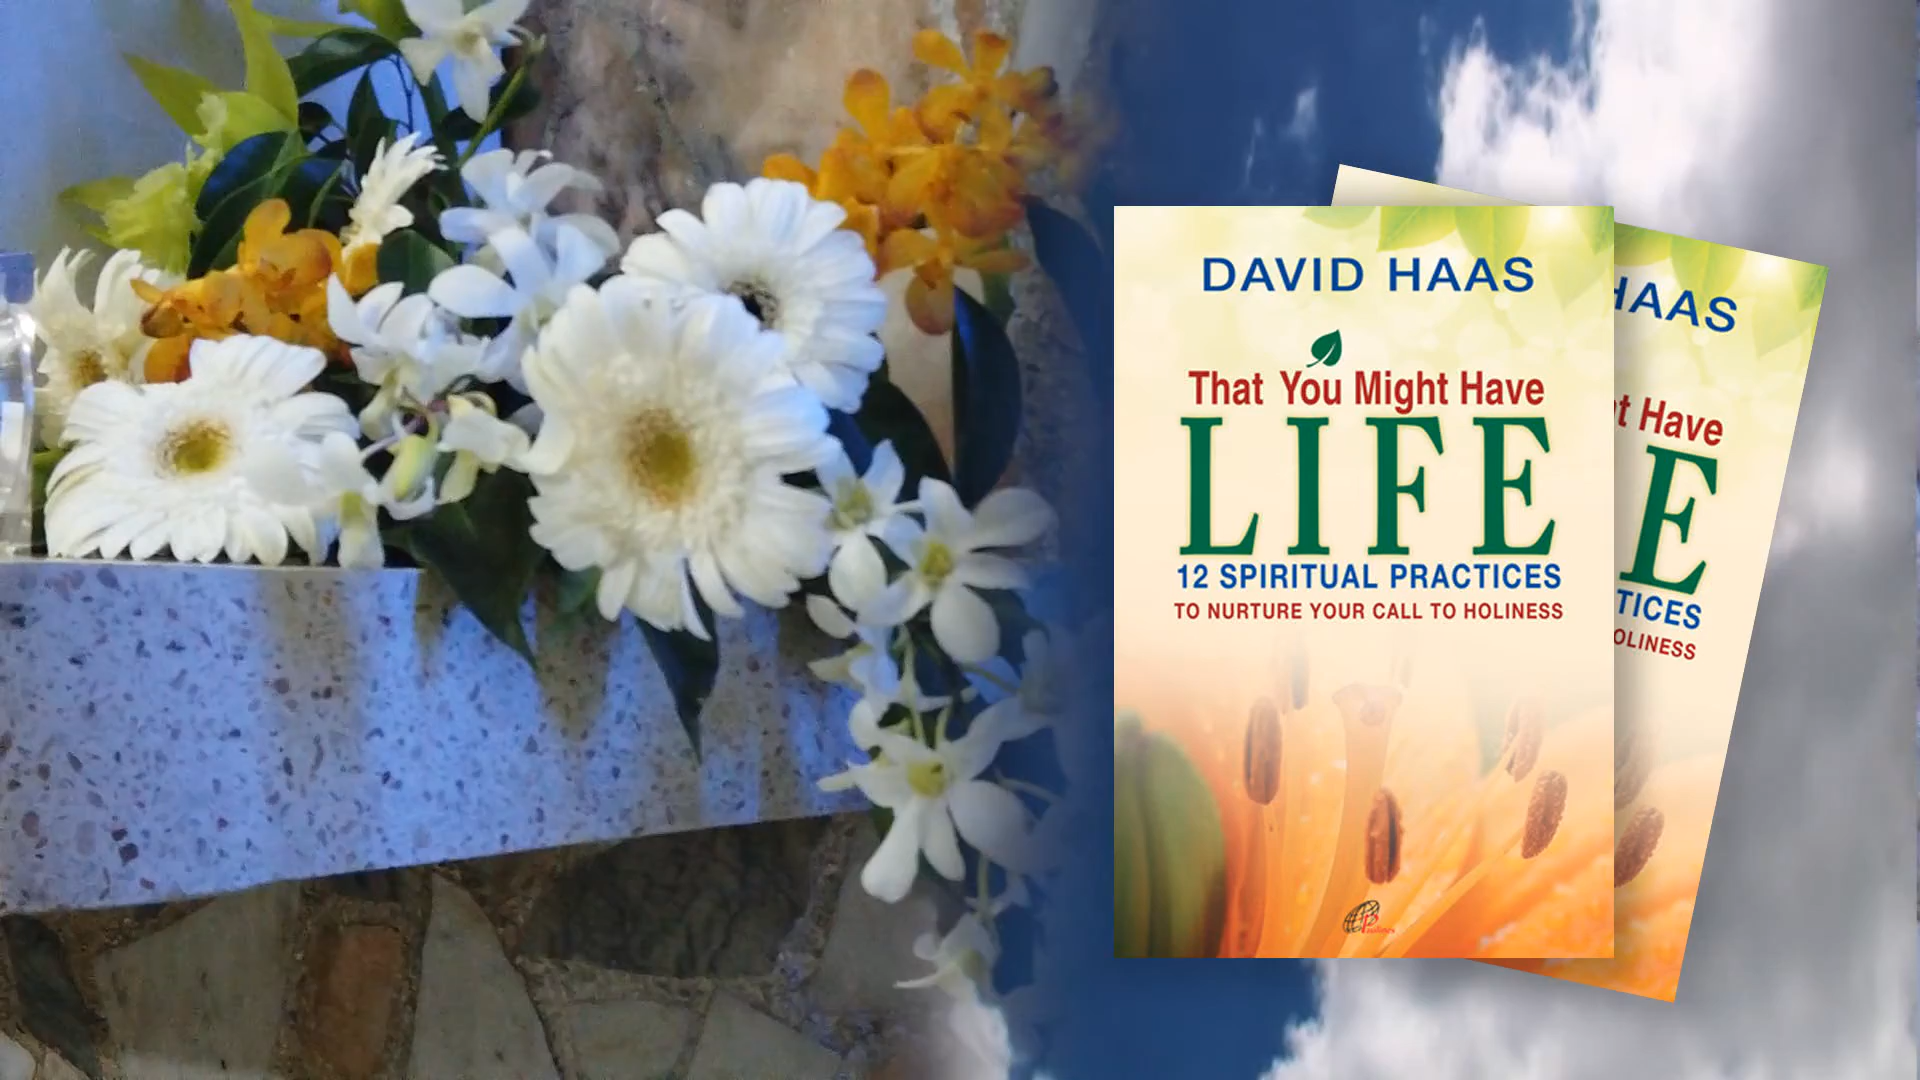 DAVID HAAS
That You Might Have
LIFE
12 SPIRITUAL PRACTICES
TO NURTURE YOUR CALL TO HOLINESS
Paulines
HAAS
t Have
E
TICES
OLINESS